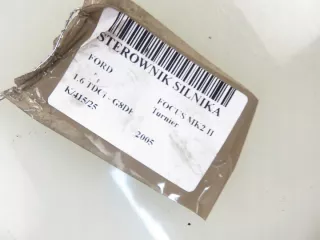 STEROWNIK SILNIKA
FORD
FOCUS MK2 II
1.6 TDCI - G8DE
Turnier
K/415/25
2005